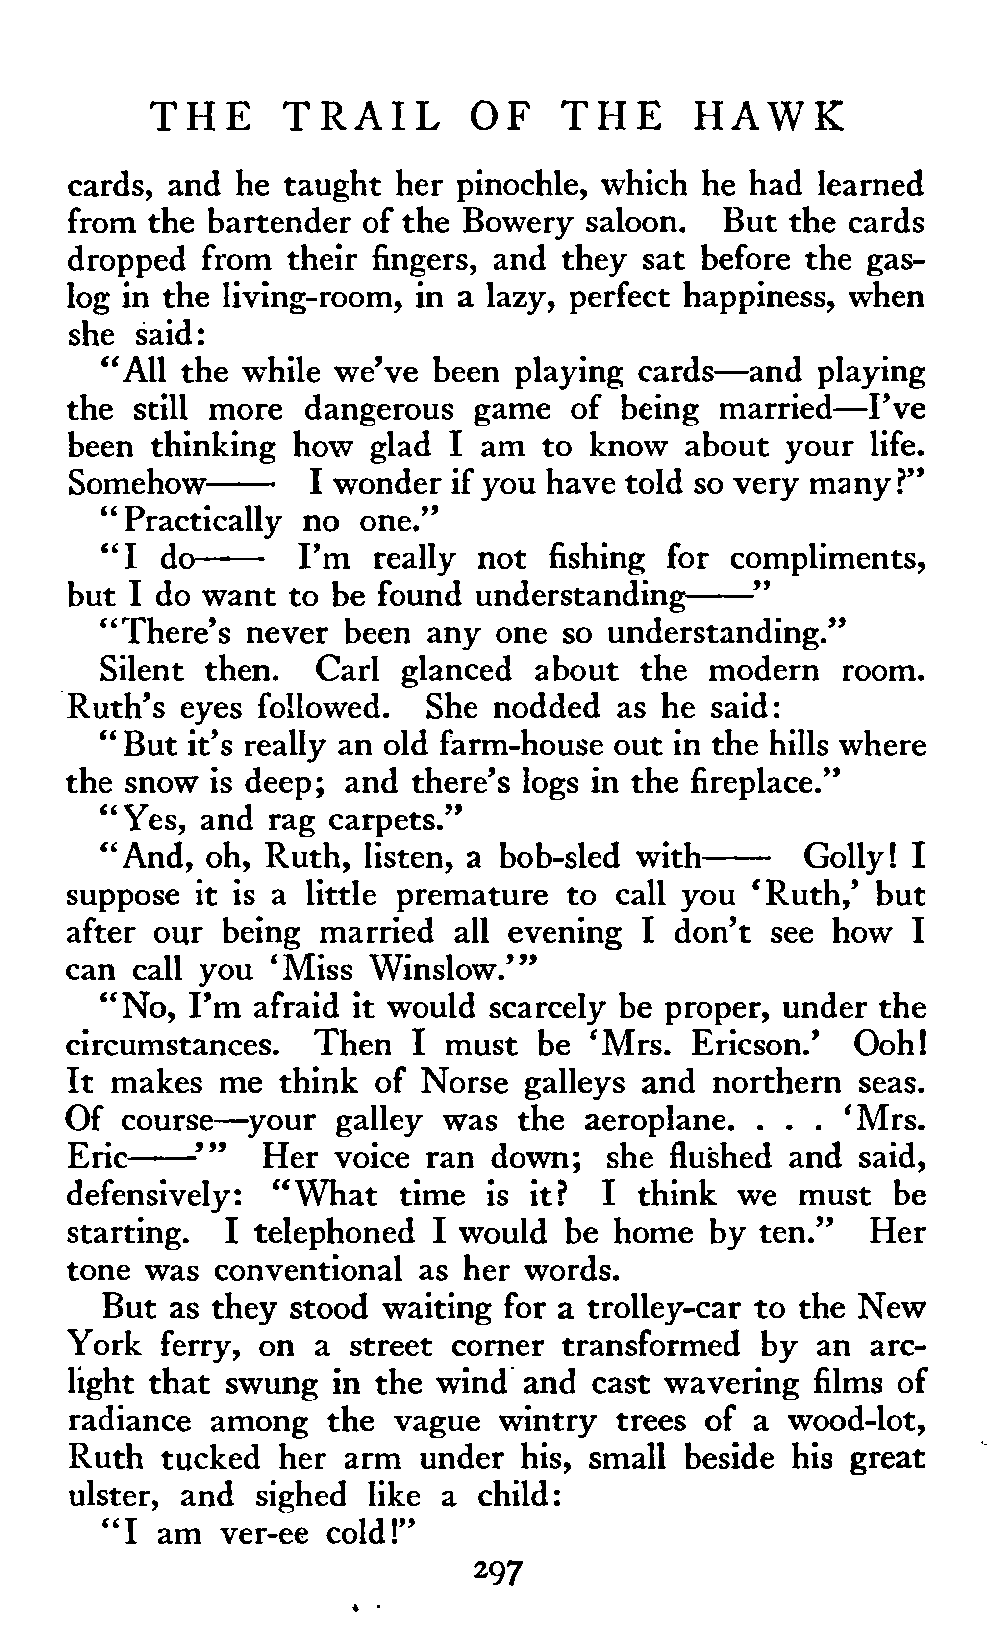 THE TRAIL OF THE HAWK
cards, and he taught her pinochle, which he had learned
from the bartender of the Bowery saloon. But the cards
dropped from their fingers, and they sat before the gas-
log in the living-room, in a lazy, perfect happiness, when
she said:
"All the while we've been playing cards—and playing
the still more dangerous game of being married—I've
been thinking how glad I am to know about your life.
Somehow—— I wonder if you have told so very many?"
"Practically no one."
"I do—— I'm really not fishing for compliments,
but I do want to be found understanding——"
"There's never been any one so understanding."
Silent then. Carl glanced about the modern room.
Ruth's eyes followed. She nodded as he said:
"But it's really an old farm-house out in the hills where
the snow is deep; and there's logs in the fireplace."
"Yes, and rag carpets."
"And, oh, Ruth, listen, a bob-sled with—— Golly! I
suppose it is a little premature to call you 'Ruth,' but
after our being married all evening I don't see how I
can call you 'Miss Winslow.'"
"No, I'm afraid it would scarcely be proper, under the
circumstances. Then I must be 'Mrs. Ericson.' Ooh!
It makes me think of Norse galleys and northern seas.
Of course—your galley was the aeroplane. . . . 'Mrs.
Eric——'" Her voice ran down; she flushed and said,
defensively: "What time is it? I think we must be
starting. I telephoned I would be home by ten." Her
tone was conventional as her words.
But as they stood waiting for a trolley-car to the New
York ferry, on a street corner transformed by an arc-
light that swung in the wind and cast wavering films of
radiance among the vague wintry trees of a wood-lot,
Ruth tucked her arm under his, small beside his great
ulster, and sighed like a child:
"I am ver-ee cold!"
297